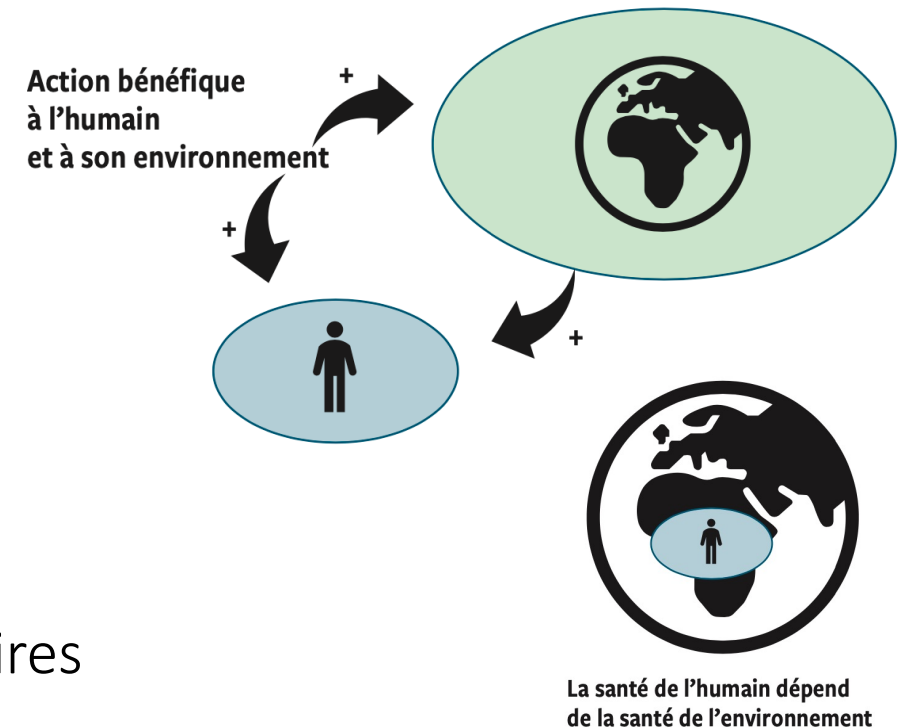 Action bénéfique
à l'humain
et à son environnement
+
+
+
ires
La santé de l'humain dépend
de la santé de l'environnement